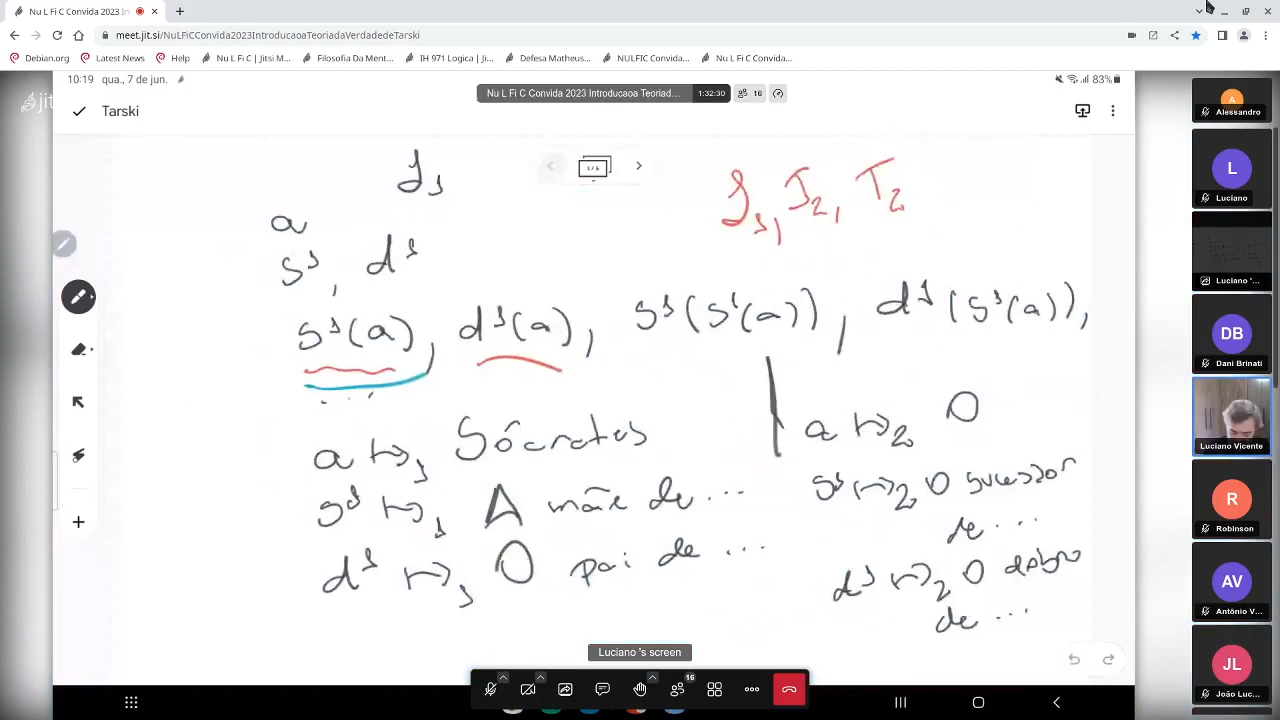 Nu L Fi C Convida 2023 In
meet.jit.si/NuLFiCConvida2023IntroducaoaTeoriadaVerdadedeTarski
Debian.org
Latest News
Help
Nu L Fi C | Jitsi M...
Filosofia Da Ment...
IH 971 Logica | Ji...
Defesa Matheus...
NULFIC Convida...
Nu L Fi C Convida...
10:19 qua., 7 de jun.
83%
Nu L Fi C Convida 2023 Introducaoa Teoriad...
1:32:30
16
Tarski
1/5
a
s¹, d¹
s¹(a), d¹(a), s¹(s¹(a)), d¹(s¹(a)),
...
a ↦₁ Sócrates
s¹ ↦₁ A mãe de ...
d¹ ↦₁ O pai de ...
a ↦₂ 0
s¹ ↦₂ O sucessor
de ...
d¹ ↦₂ O dobro
de ...
Luciano 's screen
16
A
Alessandro
L
Luciano
Luciano '...
DB
Dani Brinati
Luciano Vicente
R
Robinson
AV
Antônio V...
JL
João Luc...